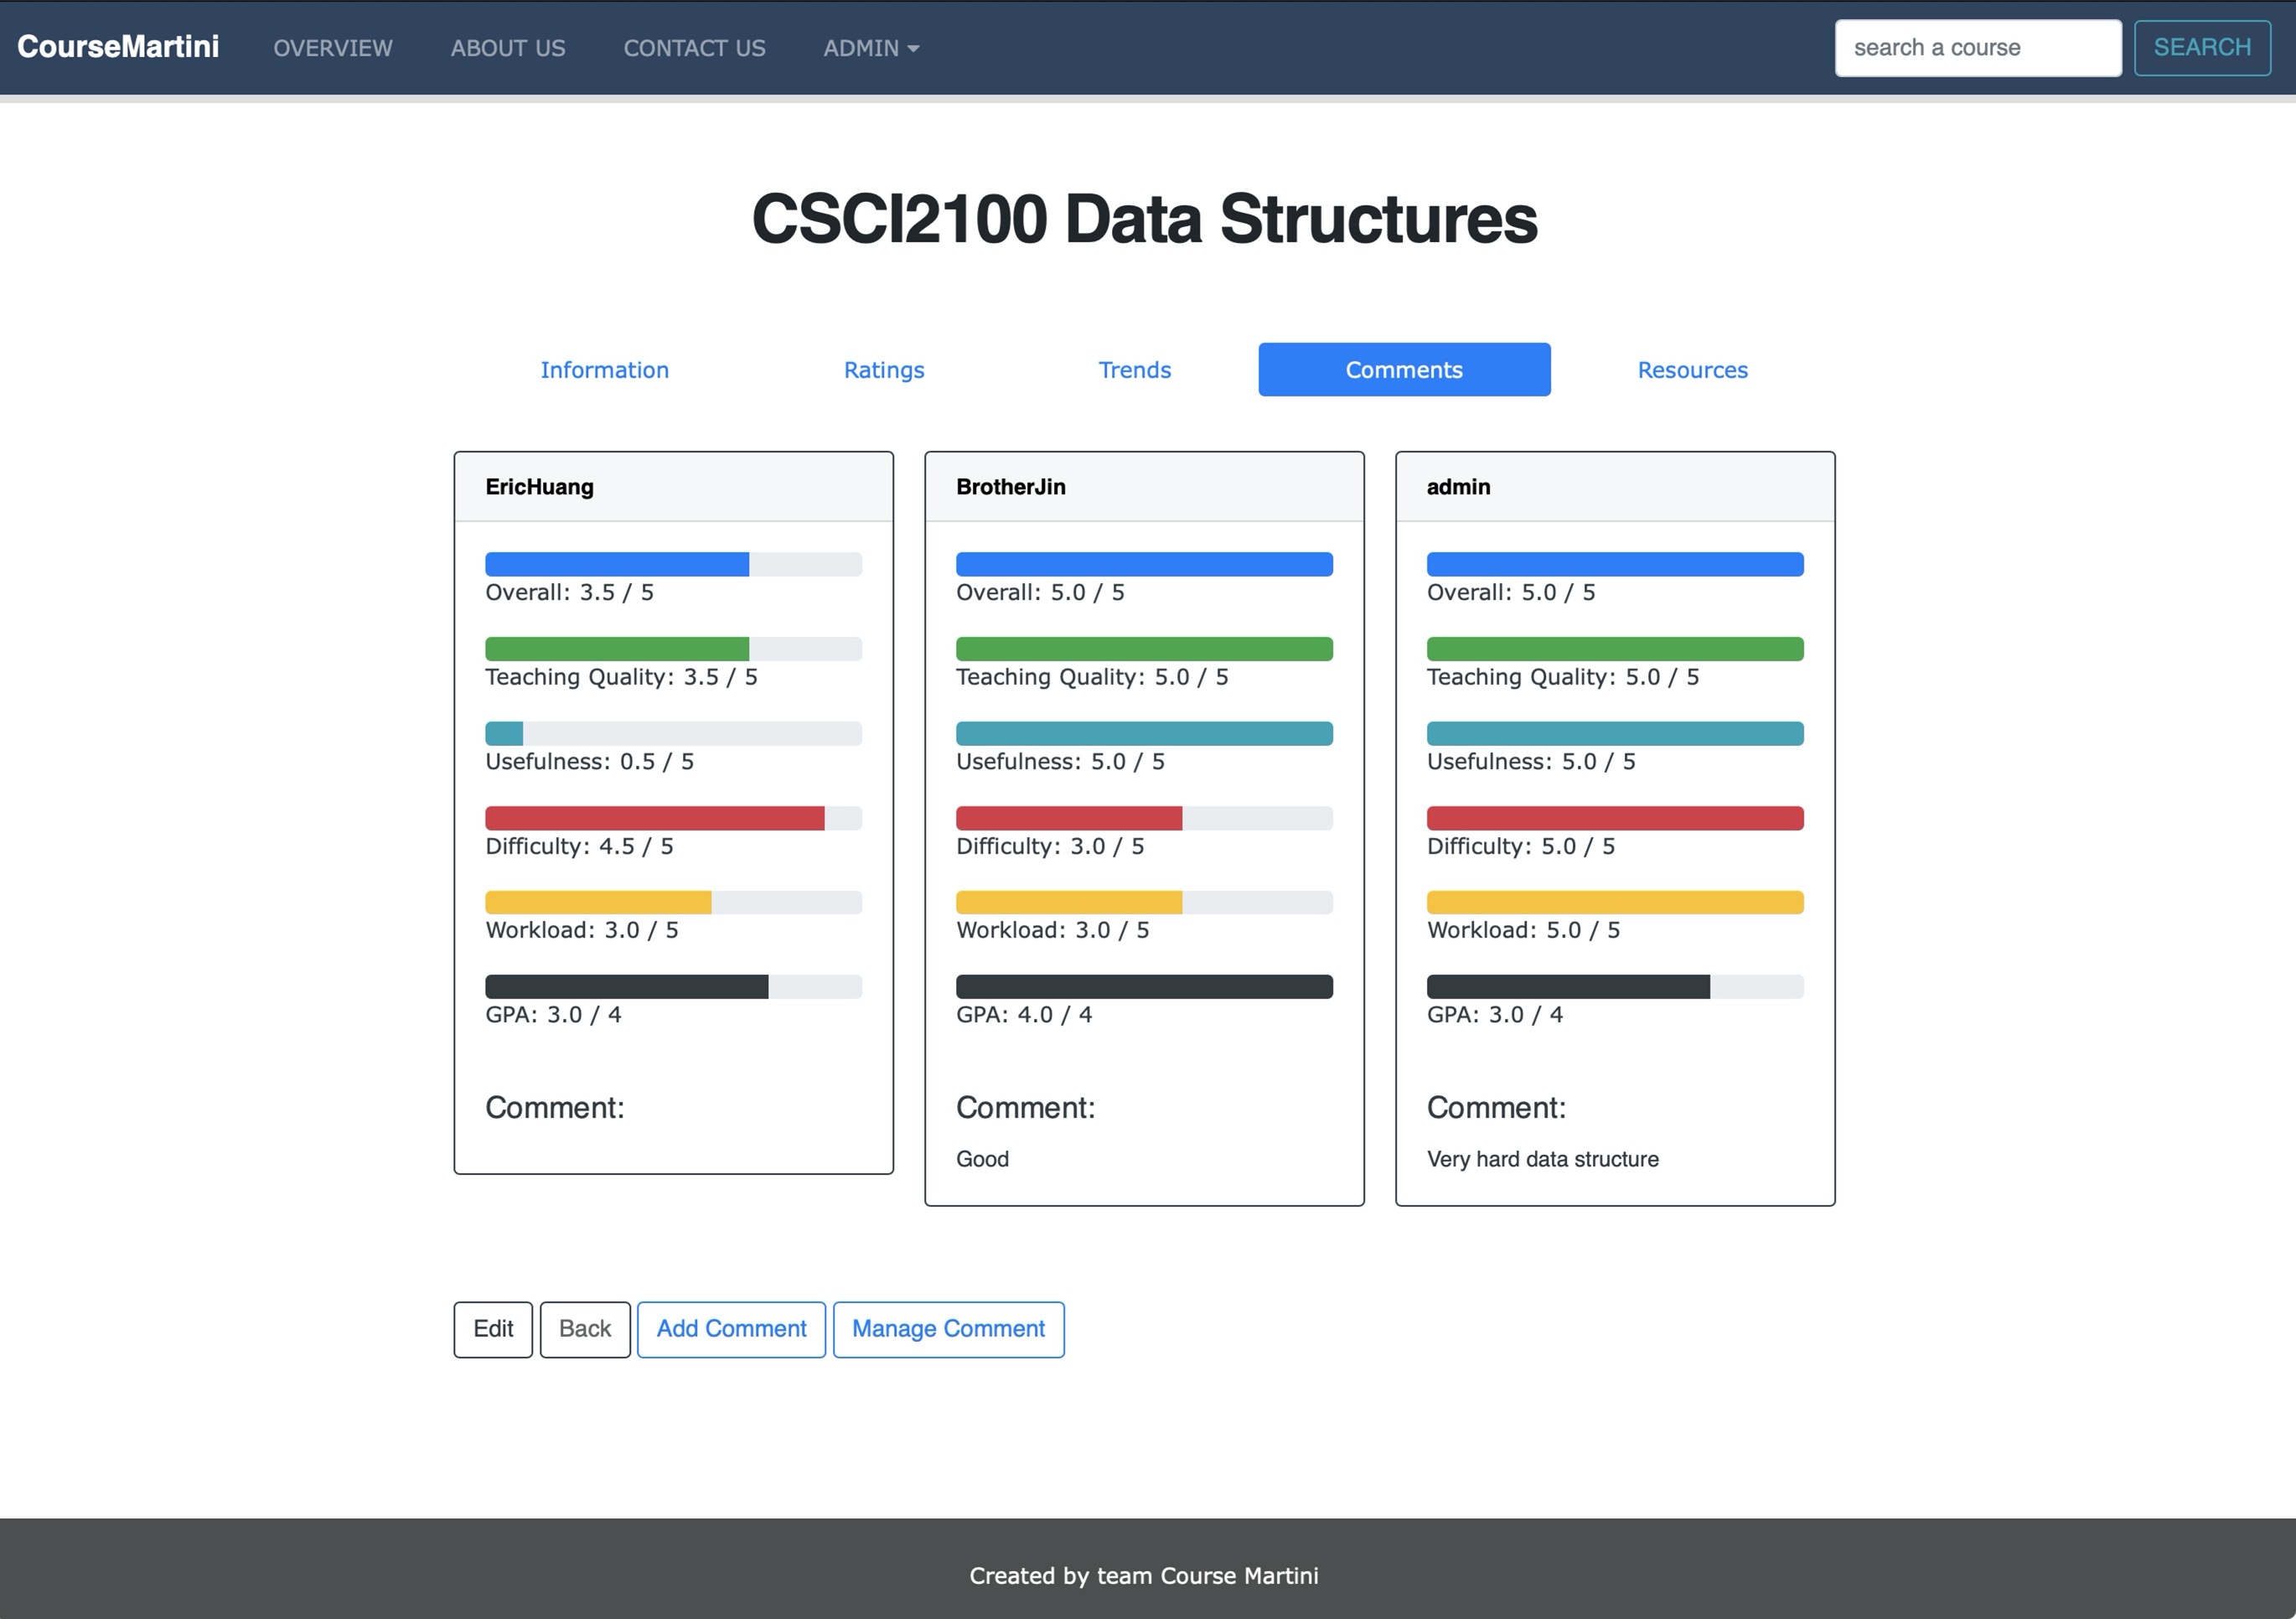 CourseMartini OVERVIEW ABOUT US CONTACT US ADMIN search a course SEARCH
CSCI2100 Data Structures
Information Ratings Trends Comments Resources
EricHuang
Overall: 3.5 / 5
Teaching Quality: 3.5 / 5
Usefulness: 0.5 / 5
Difficulty: 4.5 / 5
Workload: 3.0 / 5
GPA: 3.0 / 4
Comment:
BrotherJin
Overall: 5.0 / 5
Teaching Quality: 5.0 / 5
Usefulness: 5.0 / 5
Difficulty: 3.0 / 5
Workload: 3.0 / 5
GPA: 4.0 / 4
Comment:
Good
admin
Overall: 5.0 / 5
Teaching Quality: 5.0 / 5
Usefulness: 5.0 / 5
Difficulty: 5.0 / 5
Workload: 5.0 / 5
GPA: 3.0 / 4
Comment:
Very hard data structure
Edit Back Add Comment Manage Comment
Created by team Course Martini